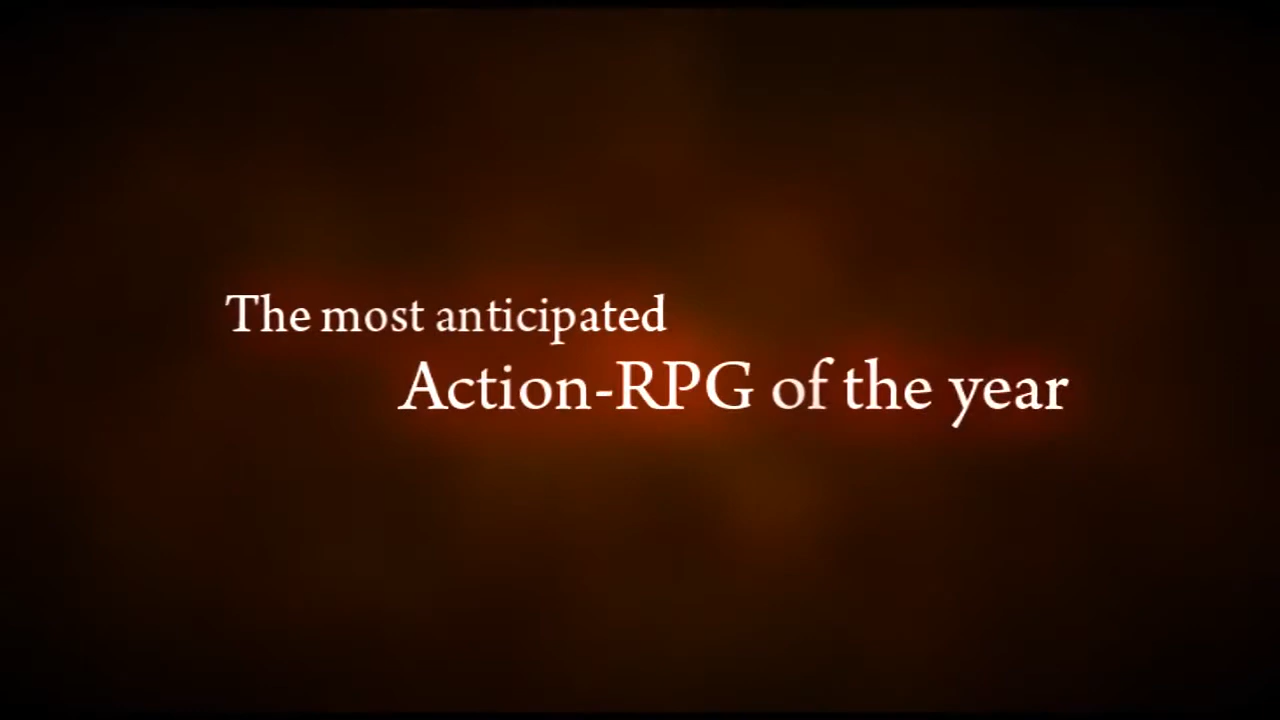 The most anticipated
Action-RPG of the year